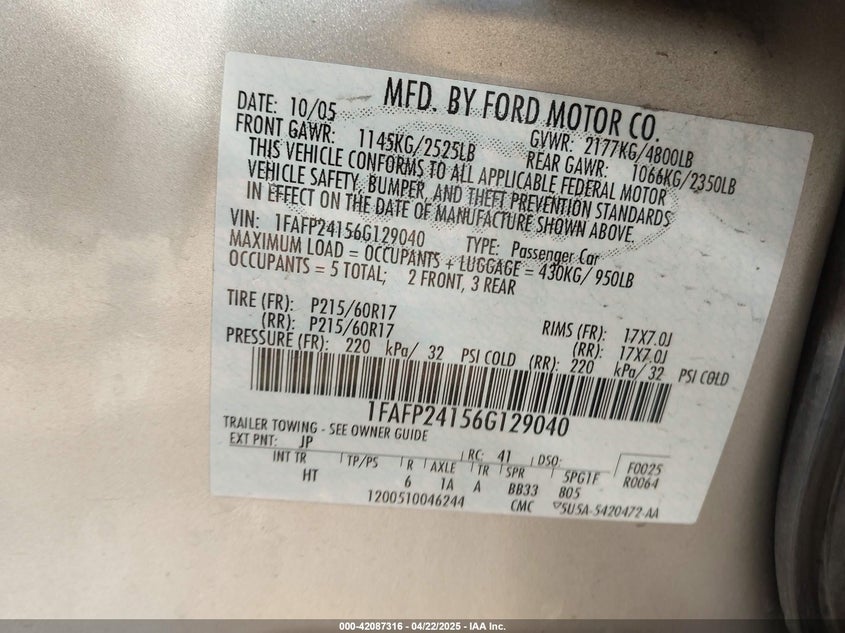 MFD. BY FORD MOTOR CO.
DATE: 10/05 GVWR: 2177KG/4800LB
FRONT GAWR: 1145KG/2525LB REAR GAWR: 1066KG/2350LB
THIS VEHICLE CONFORMS TO ALL APPLICABLE FEDERAL MOTOR
VEHICLE SAFETY, BUMPER, AND THEFT PREVENTION STANDARDS
IN EFFECT ON THE DATE OF MANUFACTURE SHOWN ABOVE.
VIN: 1FAFP24156G129040 TYPE: Passenger Car
MAXIMUM LOAD = OCCUPANTS + LUGGAGE = 430KG/ 950LB
OCCUPANTS = 5 TOTAL; 2 FRONT, 3 REAR
TIRE (FR): P215/60R17 RIMS (FR): 17X7.0J
(RR): P215/60R17 (RR): 17X7.0J
PRESSURE (FR): 220 kPa/ 32 PSI COLD (RR): 220 kPa/ 32 PSI COLD
1FAFP24156G129040
TRAILER TOWING - SEE OWNER GUIDE
EXT PNT: JP RC: 41 DSO: F0025
INT TR TP/PS R AXLE TR SPR 5PG1F R0064
HT 6 1A A BB33 B05
1200510046244 CMC 5U5A-5420472-AA
000-42087316 - 04/22/2025 - IAA Inc.